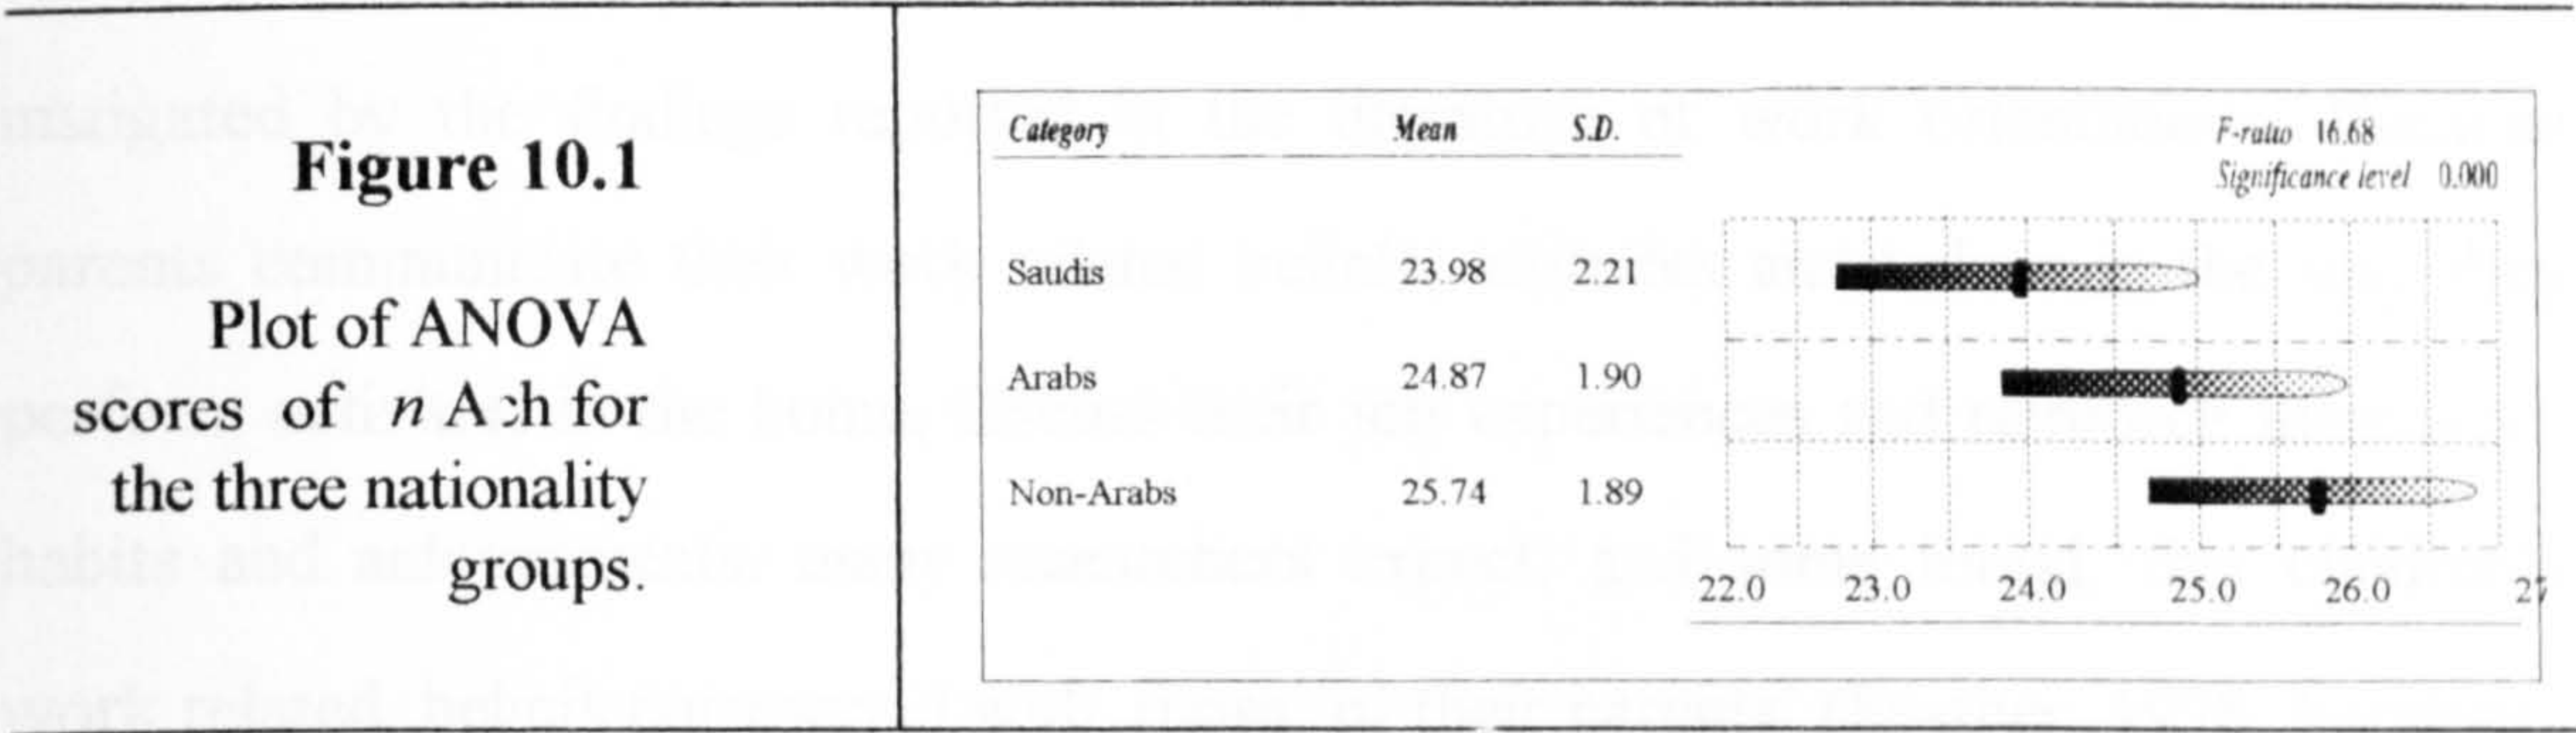 Figure 10.1
Plot of ANOVA
scores of n Ach for
the three nationality
groups.
Category Mean S.D.
F-ratio 16.68
Significance level 0.000
Saudis 23.98 2.21
Arabs 24.87 1.90
Non-Arabs 25.74 1.89
22.0 23.0 24.0 25.0 26.0 27